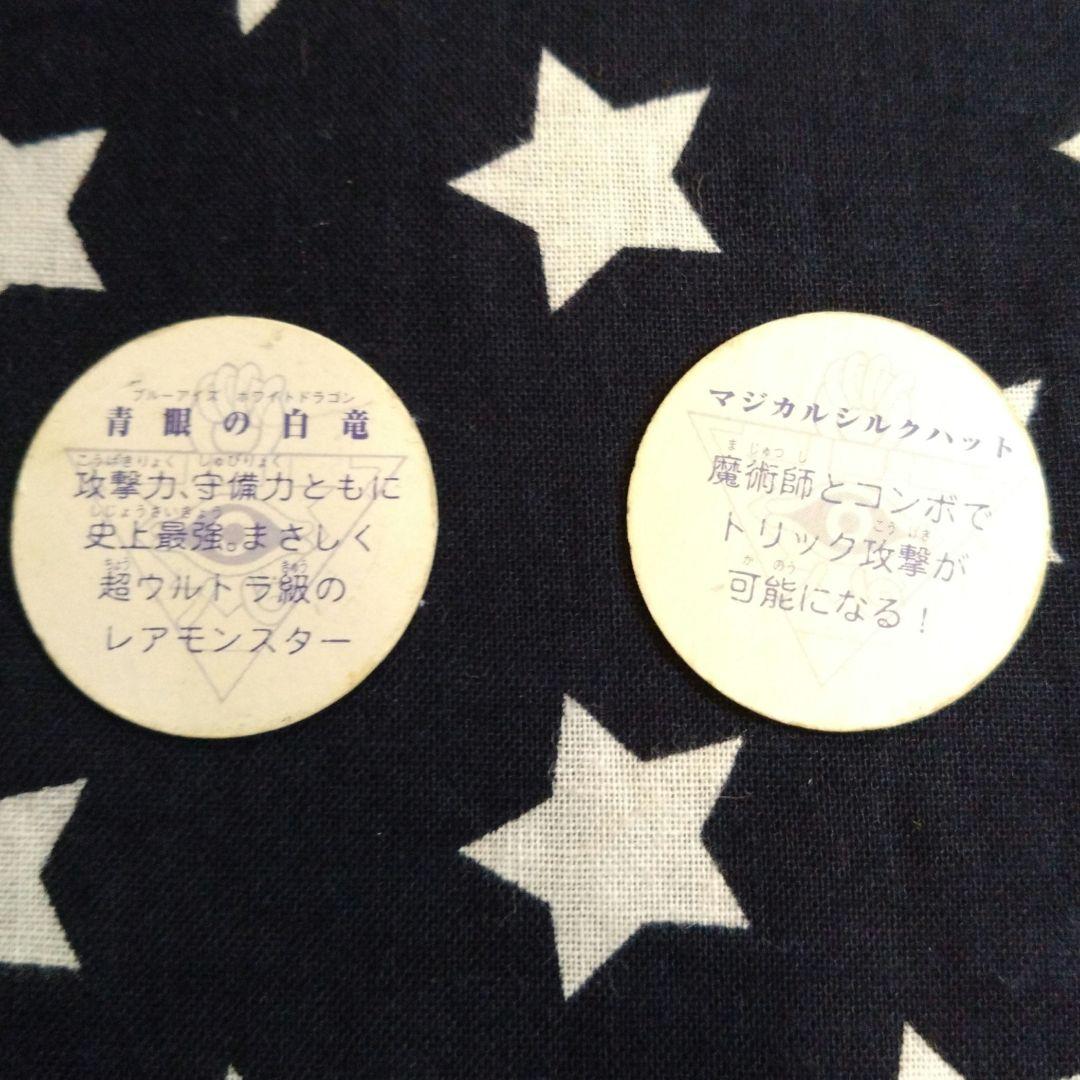 ブルーアイズ ホワイトドラゴン
青眼の白竜
こうげきりょく しゅびりょく
攻撃力、守備力ともに
しじょうさいきょう
史上最強。まさしく
ちょう きゅう
超ウルトラ級の
レアモンスター
マジカルシルクハット
まじゅつし
魔術師とコンボで
こうげき
トリック攻撃が
かのう
可能になる!